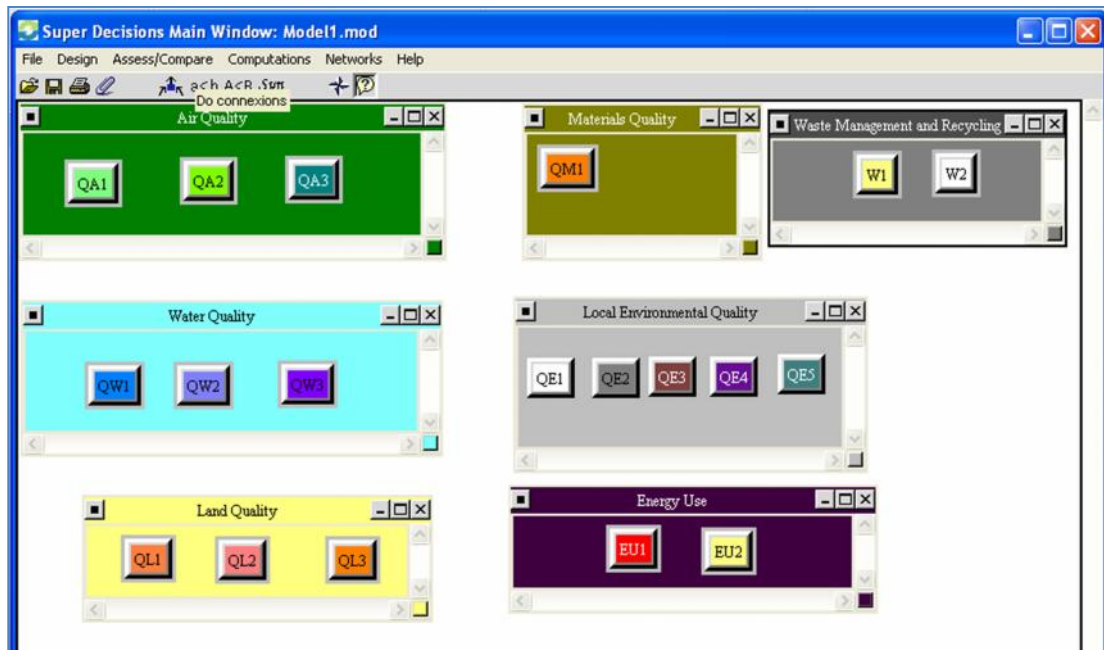 Super Decisions Main Window: Model1.mod
File Design Assess/Compare Computations Networks Help
a<b A<B
Do connexions
Air Quality
QA1 QA2 QA3
Materials Quality
QM1
Waste Management and Recycling
W1 W2
Water Quality
QW1 QW2 QW3
Local Environmental Quality
QE1 QE2 QE3 QE4 QE5
Land Quality
QL1 QL2 QL3
Energy Use
EU1 EU2